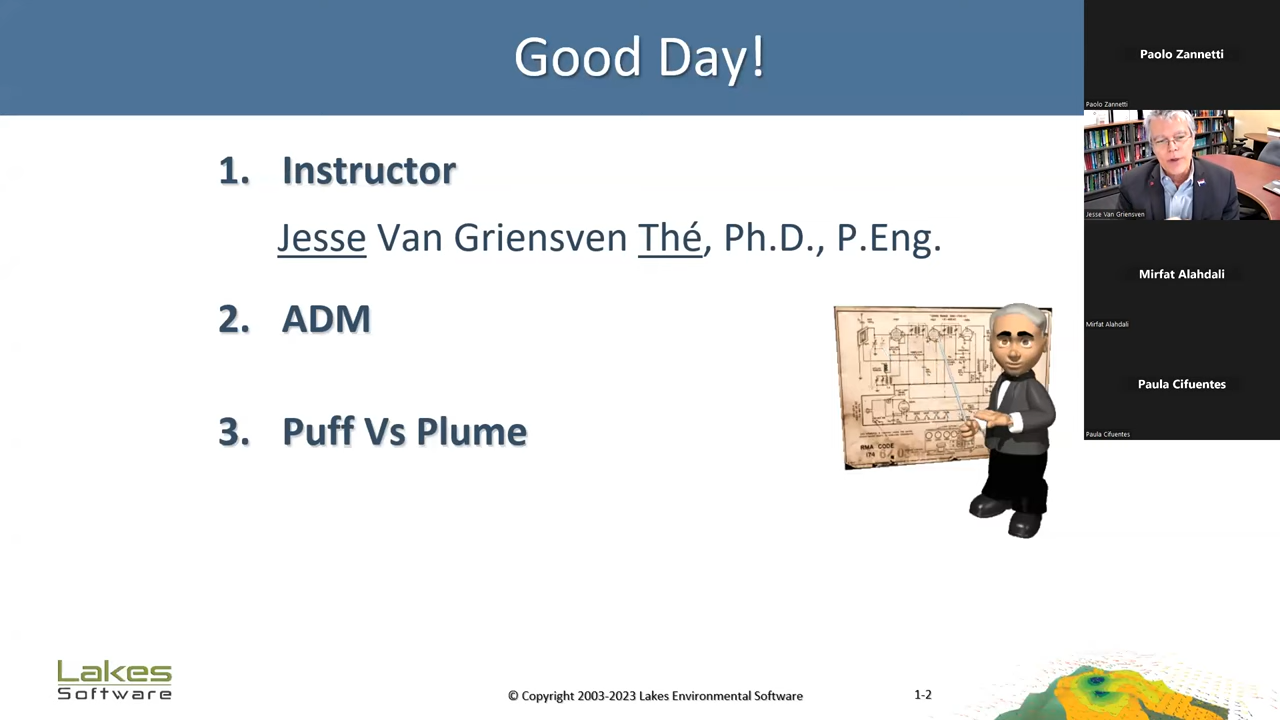 Good Day!
1. Instructor
Jesse Van Griensven Thé, Ph.D., P.Eng.
2. ADM
3. Puff Vs Plume
RMA CODE
Lakes
Software
© Copyright 2003-2023 Lakes Environmental Software
1-2
Paolo Zannetti
Paolo Zannetti
Jesse Van Griensven
Mirfat Alahdali
Mirfat Alahdali
Paula Cifuentes
Paula Cifuentes